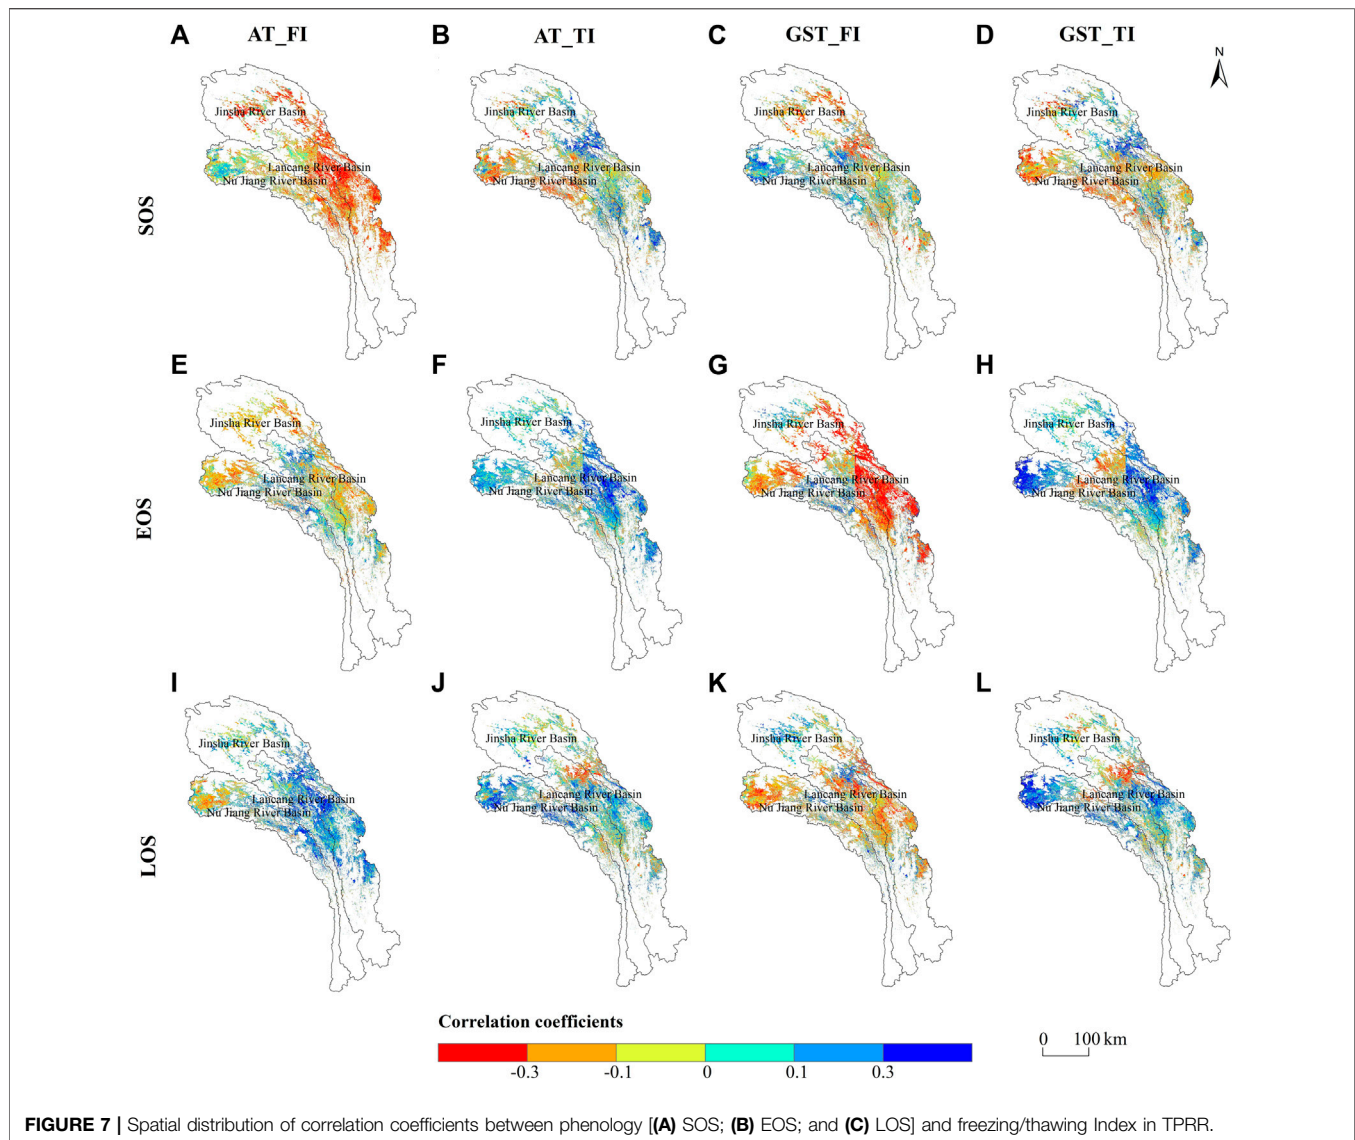 A AT_FI B AT_TI C GST_FI D GST_TI
N
Jinsha River Basin
Lancang River Basin
Nu Jiang River Basin
Jinsha River Basin
Lancang River Basin
Nu Jiang River Basin
Jinsha River Basin
Lancang River Basin
Nu Jiang River Basin
Jinsha River Basin
Lancang River Basin
Nu Jiang River Basin
SOS
E F G H
Jinsha River Basin
Lancang River Basin
Nu Jiang River Basin
Jinsha River Basin
Lancang River Basin
Nu Jiang River Basin
Jinsha River Basin
Lancang River Basin
Nu Jiang River Basin
Jinsha River Basin
Lancang River Basin
Nu Jiang River Basin
EOS
I J K L
Jinsha River Basin
Lancang River Basin
Nu Jiang River Basin
Jinsha River Basin
Lancang River Basin
Nu Jiang River Basin
Jinsha River Basin
Lancang River Basin
Nu Jiang River Basin
Jinsha River Basin
Lancang River Basin
Nu Jiang River Basin
LOS
Correlation coefficients
-0.3 -0.1 0 0.1 0.3
0 100 km
FIGURE 7 | Spatial distribution of correlation coefficients between phenology [(A) SOS; (B) EOS; and (C) LOS] and freezing/thawing Index in TPRR.